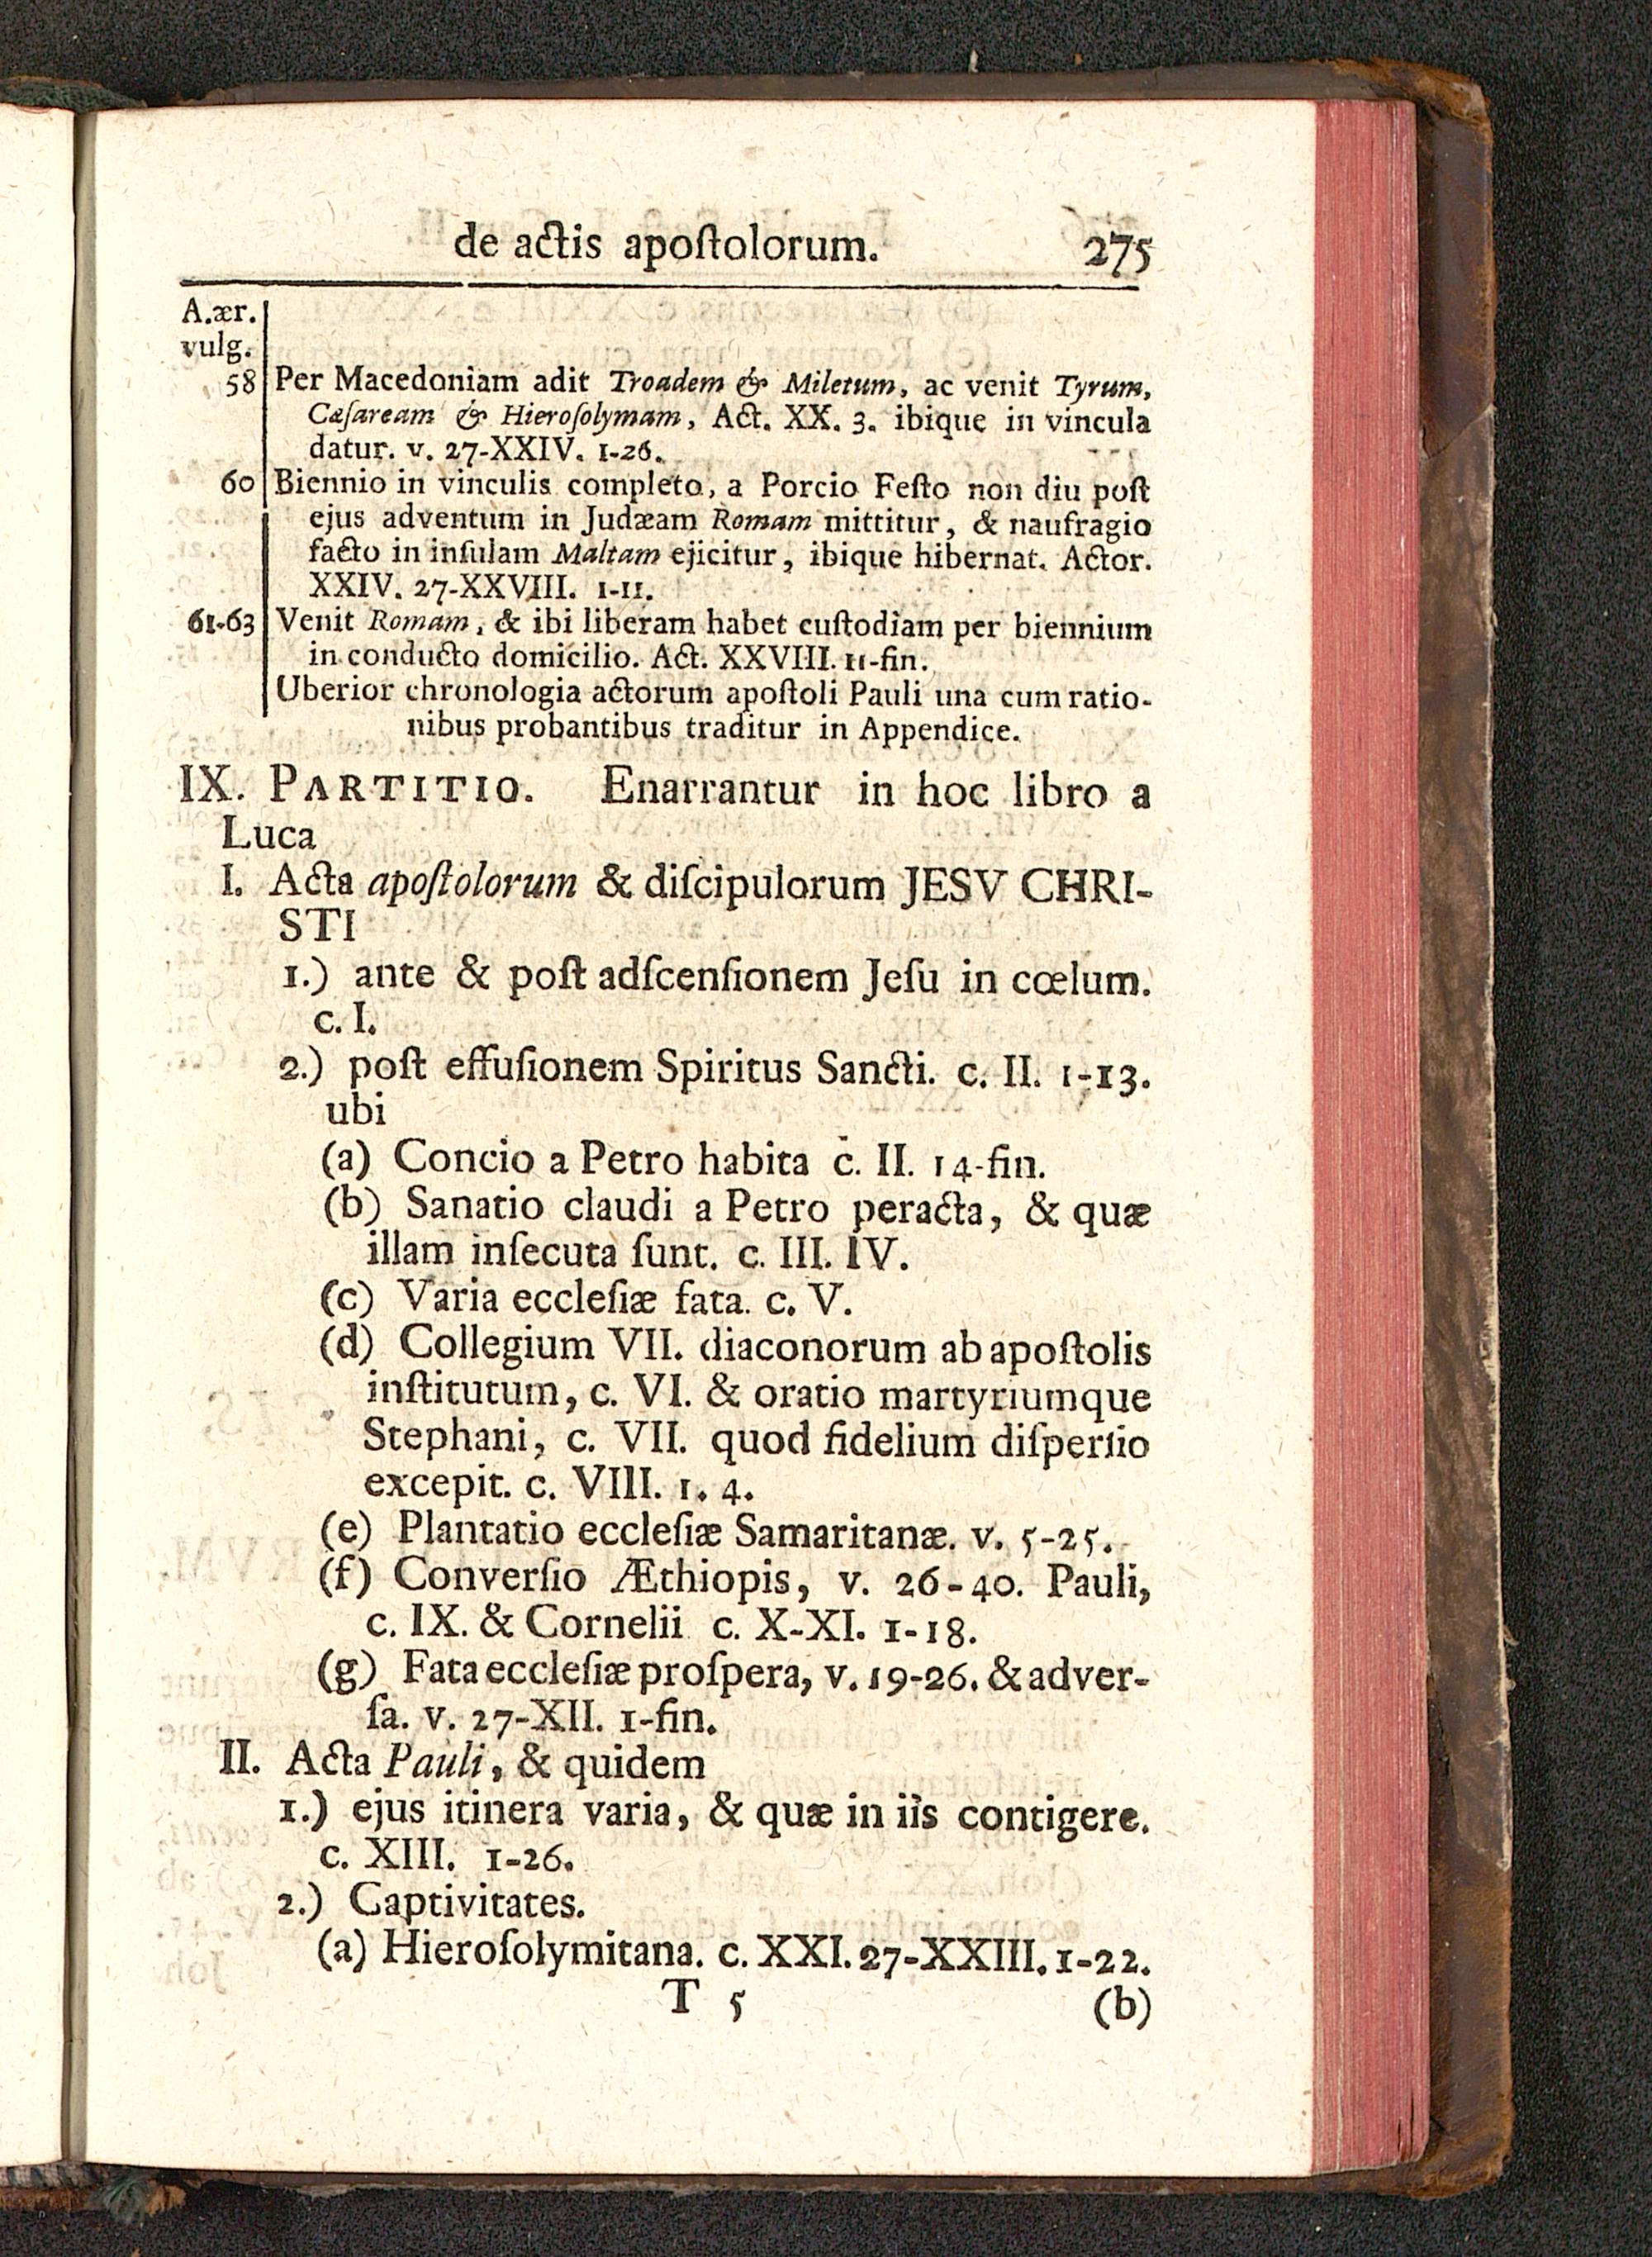 de actis apoſtolorum. 275
A.ær.
vulg.
58 Per Macedoniam adit Troadem & Miletum, ac venit Tyrum,
Cæſaream & Hieroſolymam, Act. XX. 3. ibique in vincula
datur. v. 27-XXIV. 1-26.
60 Biennio in vinculis completo, a Porcio Feſto non diu poſt
ejus adventum in Judæam Romam mittitur, & naufragio
facto in inſulam Maltam ejicitur, ibique hibernat. Actor.
XXIV. 27-XXVIII. 1-11.
61-63 Venit Romam, & ibi liberam habet cuſtodiam per biennium
in conducto domicilio. Act. XXVIII. 11-fin.
Uberior chronologia actorum apoſtoli Pauli una cum ratio-
nibus probantibus traditur in Appendice.
IX. PARTITIO. Enarrantur in hoc libro a
Luca
I. Acta apoſtolorum & diſcipulorum JESV CHRI-
STI
1.) ante & poſt adſcenſionem Jeſu in cœlum.
c. I.
2.) poſt effuſionem Spiritus Sancti. c. II. 1-13.
ubi
(a) Concio a Petro habita c. II. 14-fin.
(b) Sanatio claudi a Petro peracta, & quæ
illam inſecuta ſunt. c. III. IV.
(c) Varia eccleſiæ fata. c. V.
(d) Collegium VII. diaconorum ab apoſtolis
inſtitutum, c. VI. & oratio martyriumque
Stephani, c. VII. quod fidelium diſperſio
excepit. c. VIII. 1. 4.
(e) Plantatio eccleſiæ Samaritanæ. v. 5-25.
(f) Converſio Æthiopis, v. 26-40. Pauli,
c. IX. & Cornelii c. X-XI. 1-18.
(g) Fata eccleſiæ proſpera, v. 19-26. & adver-
ſa. v. 27-XII. 1-fin.
II. Acta Pauli, & quidem
1.) ejus itinera varia, & quæ in iis contigere.
c. XIII. 1-26.
2.) Captivitates.
(a) Hieroſolymitana. c. XXI. 27-XXIII. 1-22.
T 5 (b)